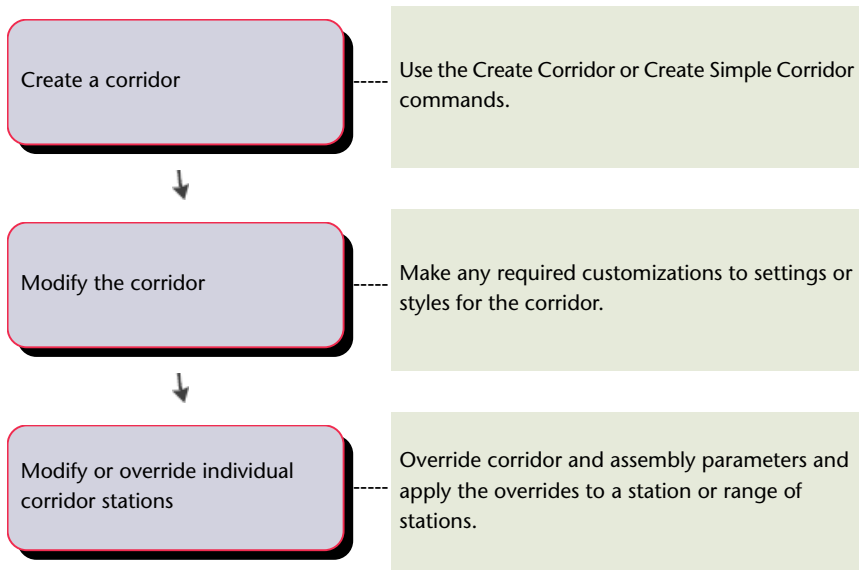 Create a corridor
Use the Create Corridor or Create Simple Corridor
commands.
Modify the corridor
Make any required customizations to settings or
styles for the corridor.
Modify or override individual
corridor stations
Override corridor and assembly parameters and
apply the overrides to a station or range of
stations.